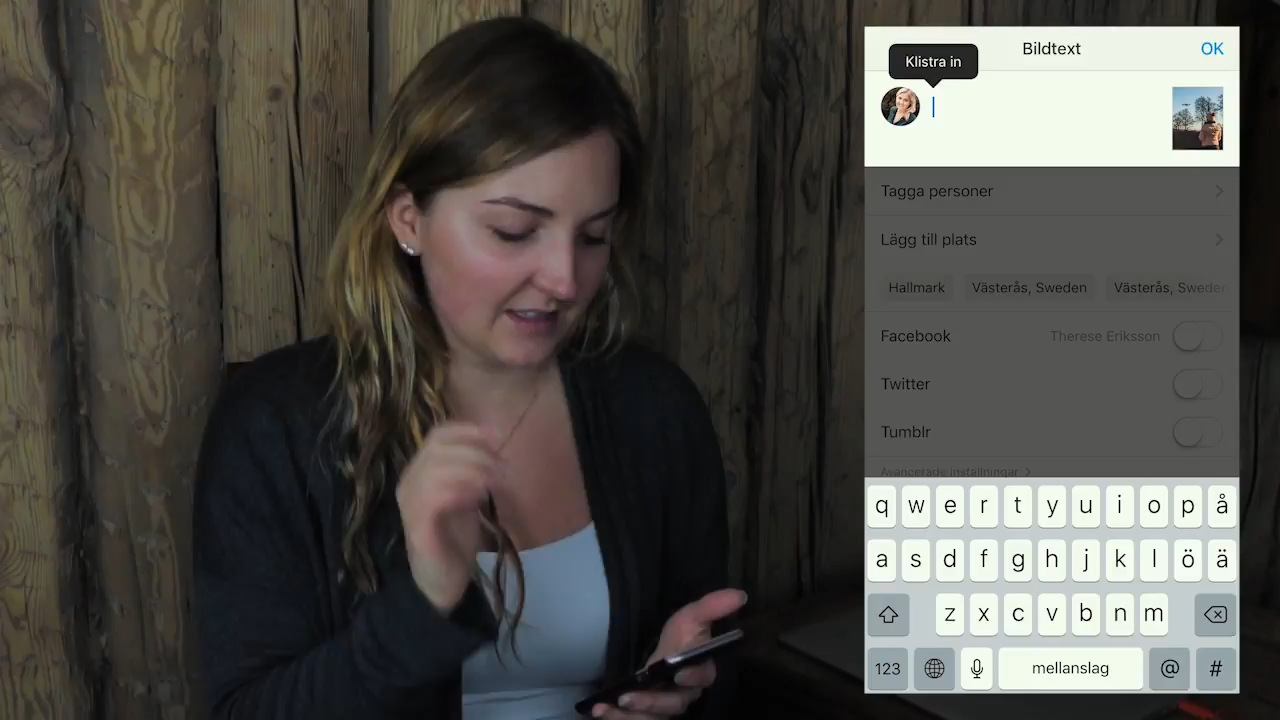 Bildtext
OK
Klistra in
Tagga personer
Lägg till plats
Hallmark
Västerås, Sweden
Västerås, Sweden
Facebook
Therese Eriksson
Twitter
Tumblr
Avancerade inställningar
q w e r t y u i o p å
a s d f g h j k l ö ä
z x c v b n m
123
mellanslag
@
#